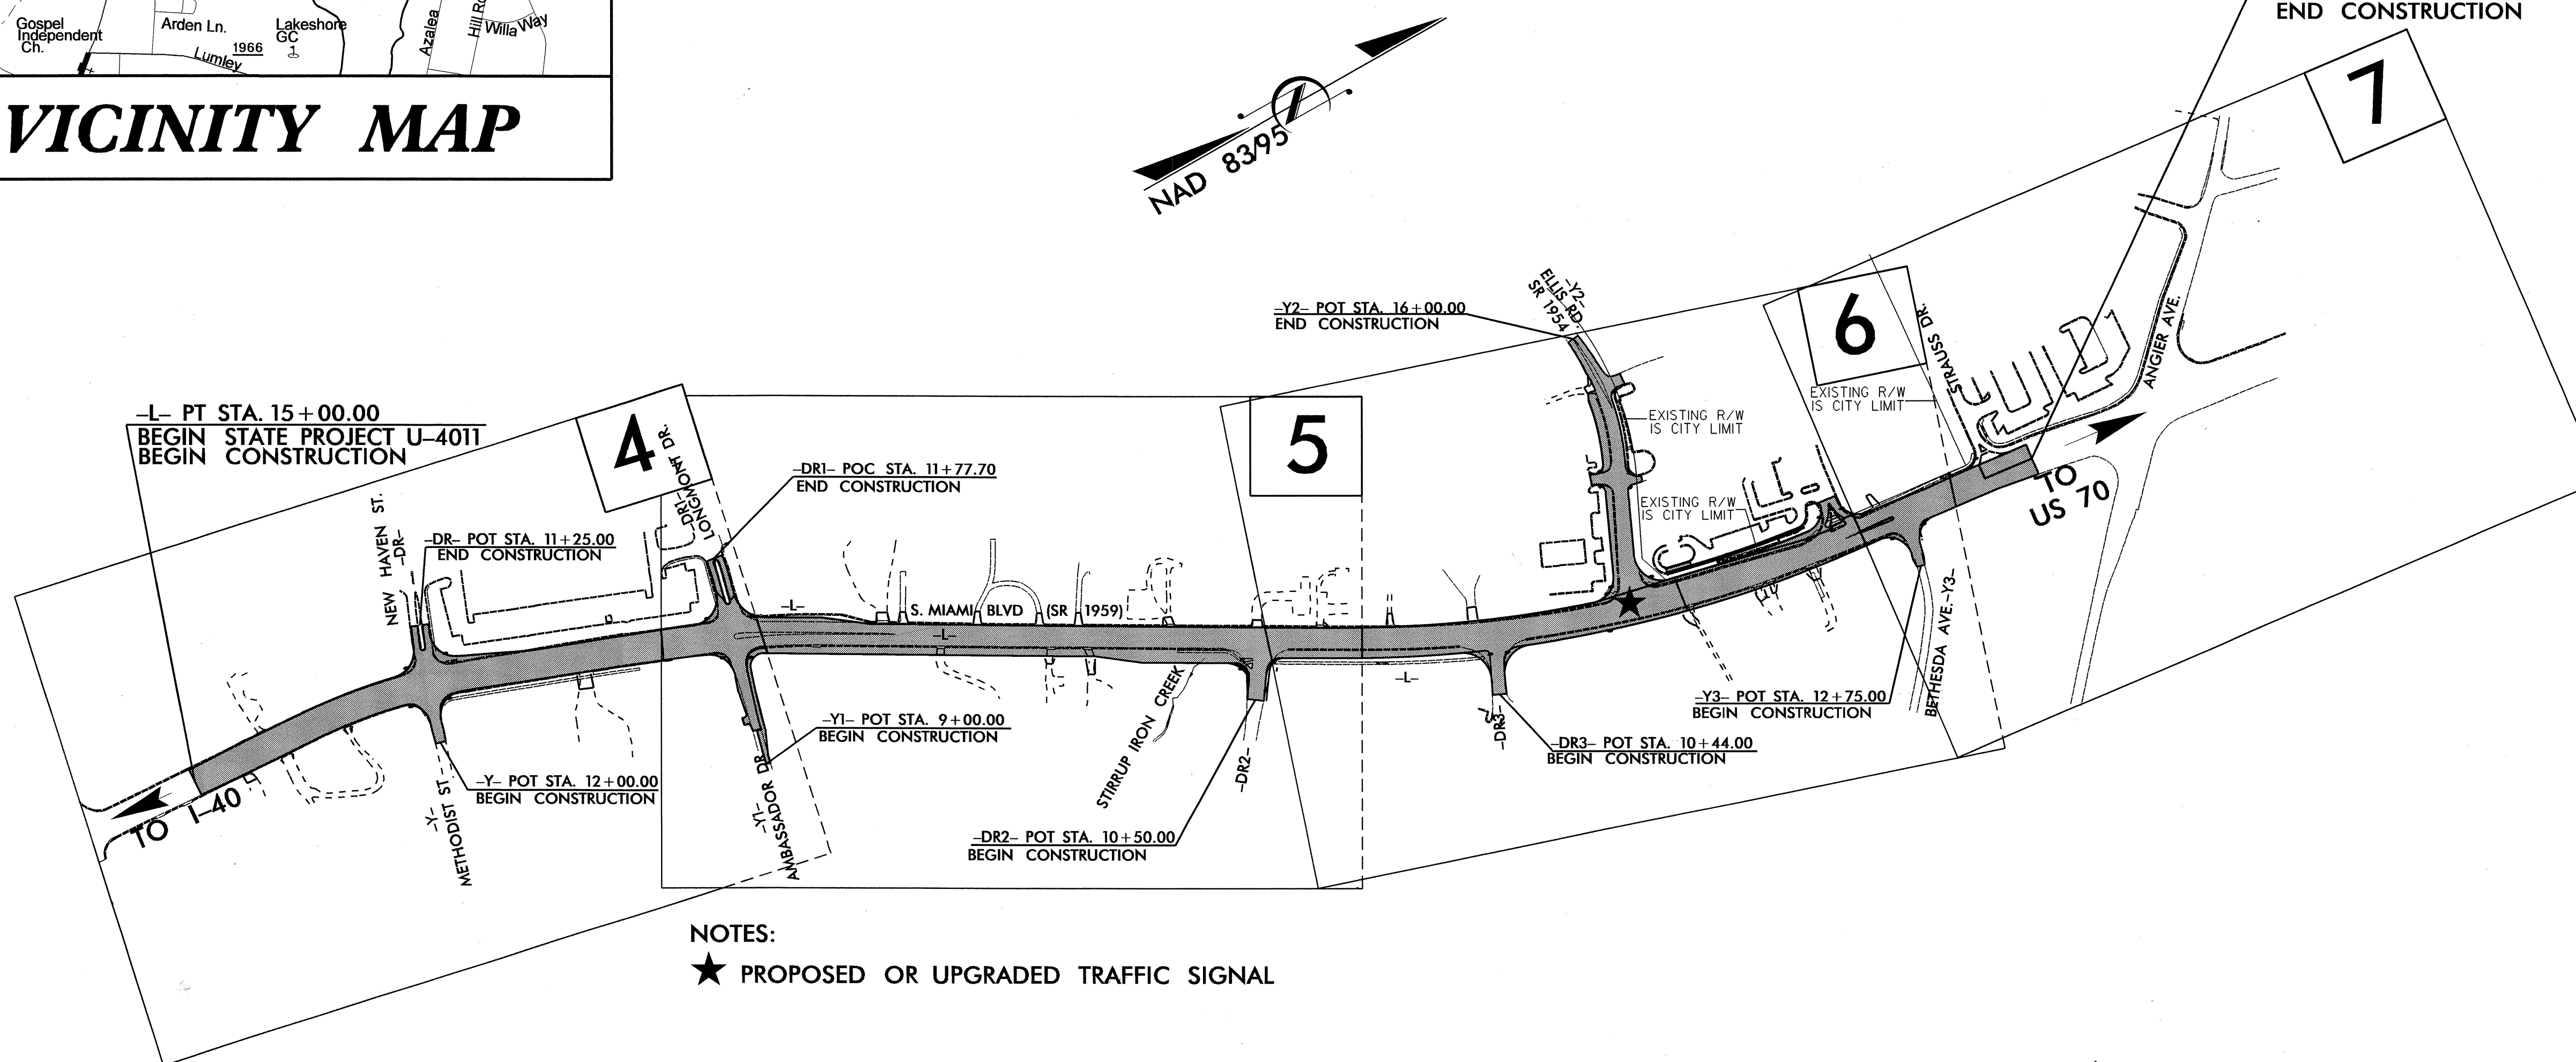 Gospel
Independent
Ch.
Arden Ln.
Lumley
1966
Lakeshore
GC
1
Azalea
Hill Rd
Willa Way
VICINITY MAP
NAD 83/95
END CONSTRUCTION
7
-L- PT STA. 15+00.00
BEGIN STATE PROJECT U-4011
BEGIN CONSTRUCTION
4
5
6
-Y2- POT STA. 16+00.00
END CONSTRUCTION
-Y2-
ELLIS RD.
SR 1954
EXISTING R/W
IS CITY LIMIT
EXISTING R/W
IS CITY LIMIT
EXISTING R/W
IS CITY LIMIT
STRAUSS DR.
ANGIER AVE.
TO
US 70
-DR1- POC STA. 11+77.70
END CONSTRUCTION
-DR1-
LONGMONT DR.
NEW HAVEN ST.
-DR-
-DR- POT STA. 11+25.00
END CONSTRUCTION
-L-
S. MIAMI BLVD (SR 1959)
-L-
-L-
TO I-40
-Y- POT STA. 12+00.00
BEGIN CONSTRUCTION
-Y-
METHODIST ST.
-Y1- POT STA. 9+00.00
BEGIN CONSTRUCTION
-Y1-
AMBASSADOR DR.
STIRRUP IRON CREEK
-DR2- POT STA. 10+50.00
BEGIN CONSTRUCTION
-DR2-
-DR3-
-DR3- POT STA. 10+44.00
BEGIN CONSTRUCTION
-Y3- POT STA. 12+75.00
BEGIN CONSTRUCTION
BETHESDA AVE.-Y3-
NOTES:
★ PROPOSED OR UPGRADED TRAFFIC SIGNAL